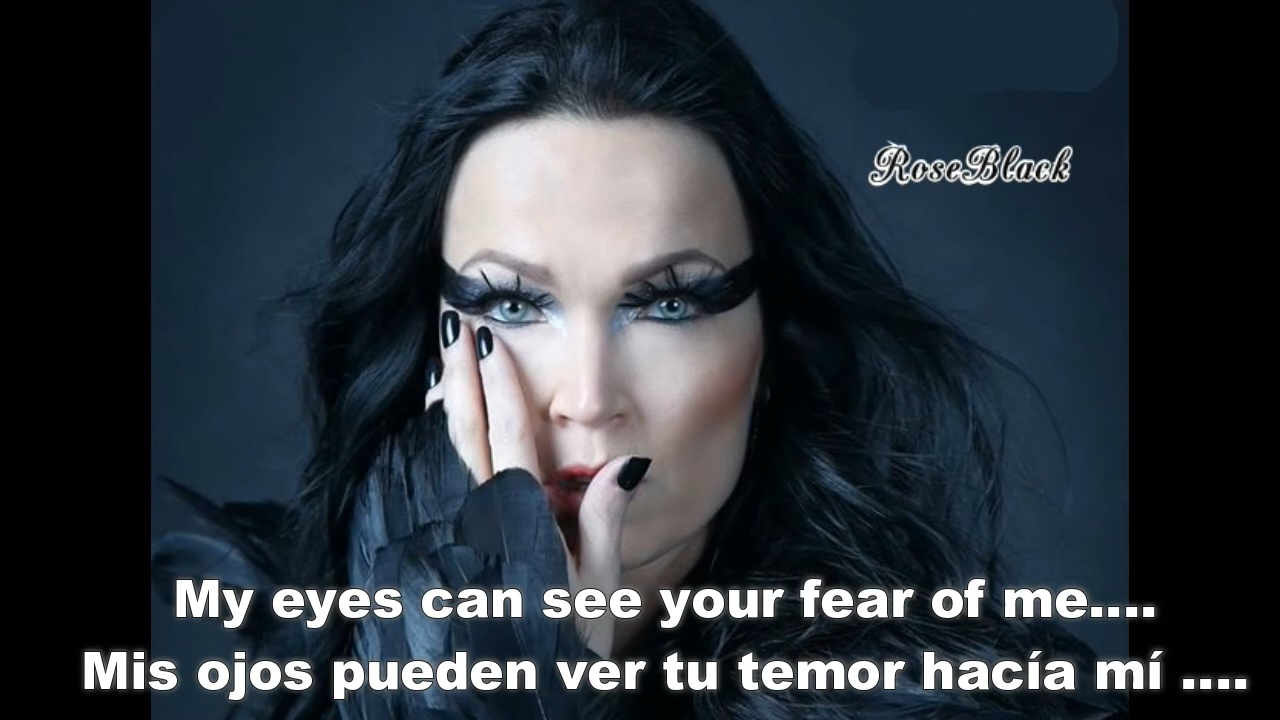 RoseBlack
My eyes can see your fear of me....
Mis ojos pueden ver tu temor hacía mí ....